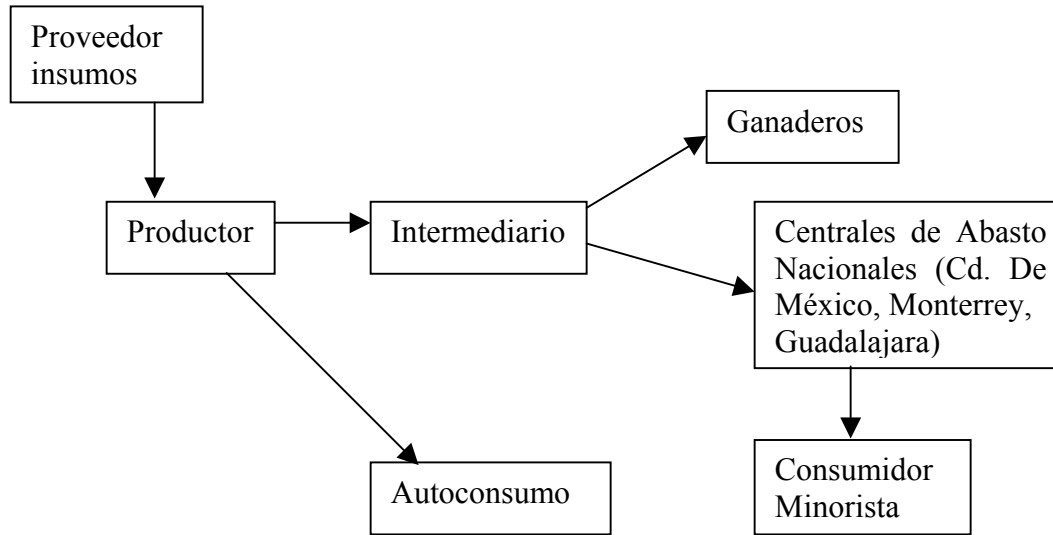 Proveedor
insumos
Ganaderos
Productor
Intermediario
Centrales de Abasto
Nacionales (Cd. De
México, Monterrey,
Guadalajara)
Autoconsumo
Consumidor
Minorista